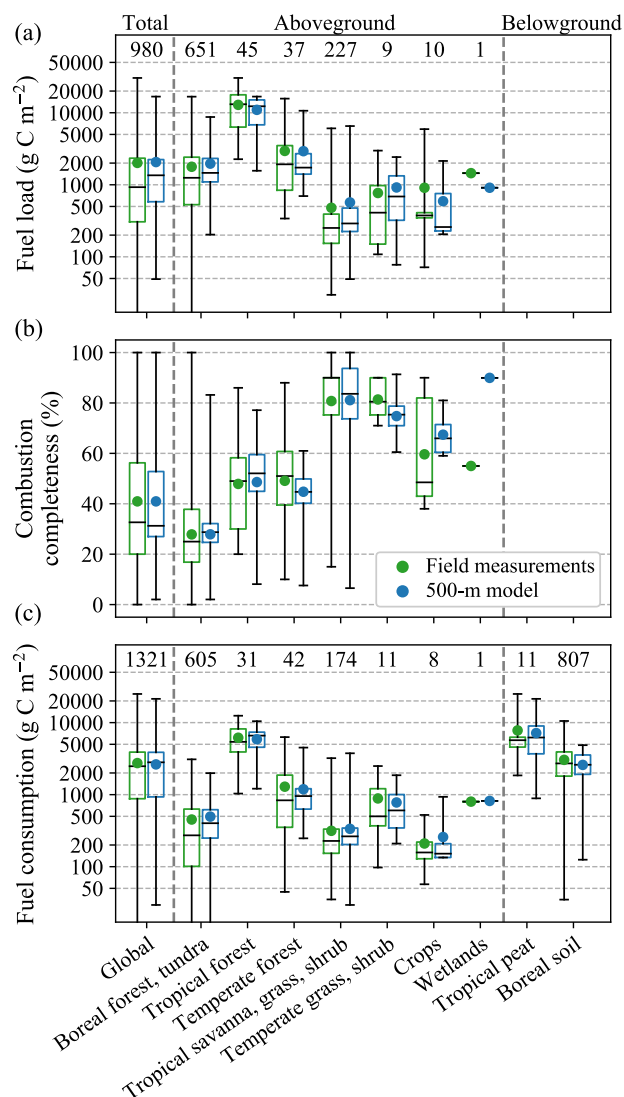 Total Aboveground Belowground
(a)
980 651 45 37 227 9 10 1
50000
20000
10000
5000
2000
1000
500
200
100
50
Fuel load (g C m−2)
(b)
100
80
60
40
20
0
Combustion
completeness (%)
Field measurements
500-m model
(c)
1321 605 31 42 174 11 8 1 11 807
50000
20000
10000
5000
2000
1000
500
200
100
50
Fuel consumption (g C m−2)
Global
Boreal forest, tundra
Tropical forest
Temperate forest
Tropical savanna, grass, shrub
Temperate grass, shrub
Crops
Wetlands
Tropical peat
Boreal soil